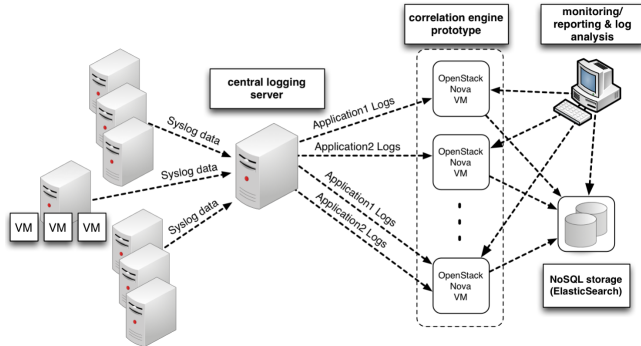 correlation engine
prototype
monitoring/
reporting & log
analysis
central logging
server
OpenStack
Nova
VM
Application1 Logs
Syslog data
Application2 Logs
OpenStack
Nova
VM
Syslog data
Application1 Logs
Application2 Logs
VM
VM
VM
Syslog data
OpenStack
Nova
VM
NoSQL storage
(ElasticSearch)